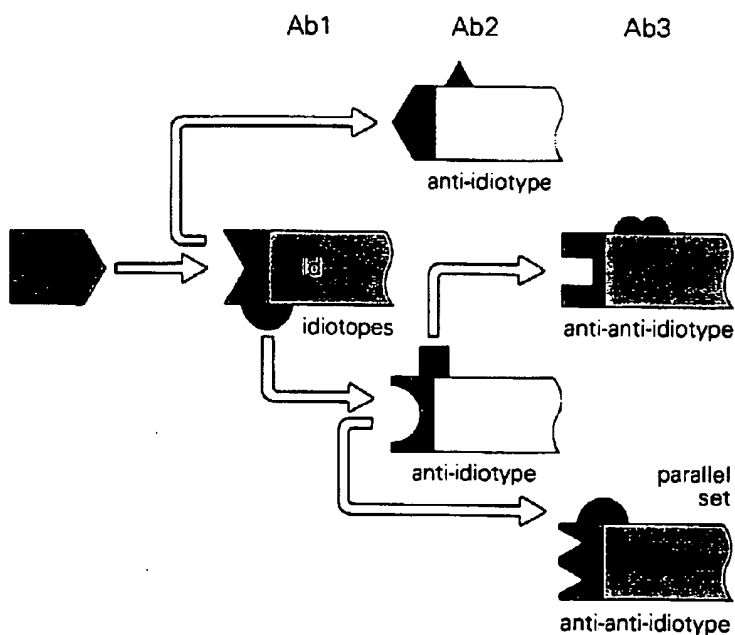 Ab1
Ab2
Ab3
anti-idiotype
Id
idiotopes
anti-anti-idiotype
anti-idiotype
parallel
set
anti-anti-idiotype